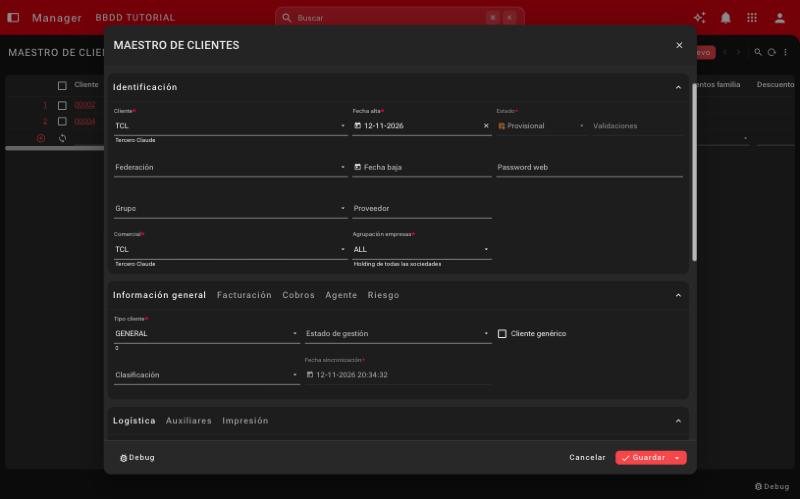 Manager BBDD TUTORIAL Buscar ⌘ K
MAESTRO DE CLIE evo
MAESTRO DE CLIENTES
Cliente entos familia Descuento
Identificación
1 00002
2 00004
Cliente* Fecha alta* Estado*
TCL 12-11-2026 Provisional Validaciones
Tercero Claude
Federación Fecha baja Password web
Grupo Proveedor
Comercial* Agrupación empresas*
TCL ALL
Tercero Claude Holding de todas las sociedades
Información general Facturación Cobros Agente Riesgo
Tipo cliente*
GENERAL Estado de gestión Cliente genérico
0
Fecha sincronización*
Clasificación 12-11-2026 20:34:32
Logística Auxiliares Impresión
Debug Cancelar Guardar
Debug